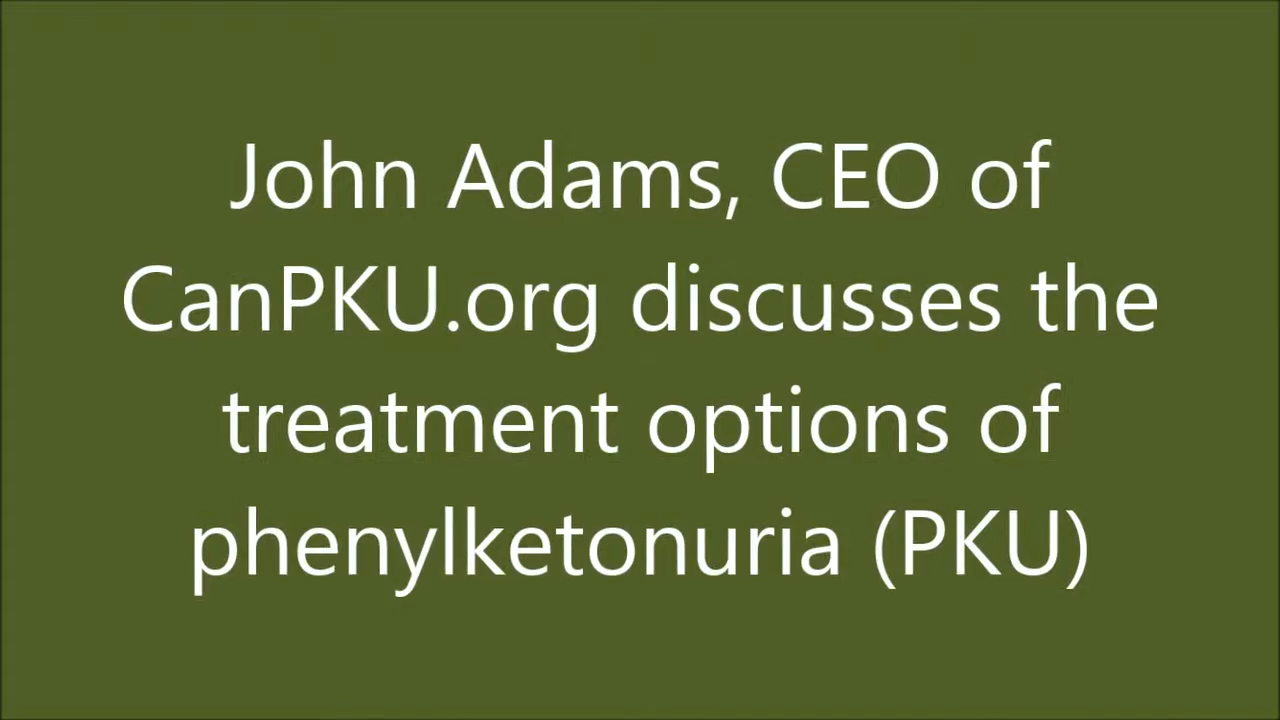 John Adams, CEO of
CanPKU.org discusses the
treatment options of
phenylketonuria (PKU)